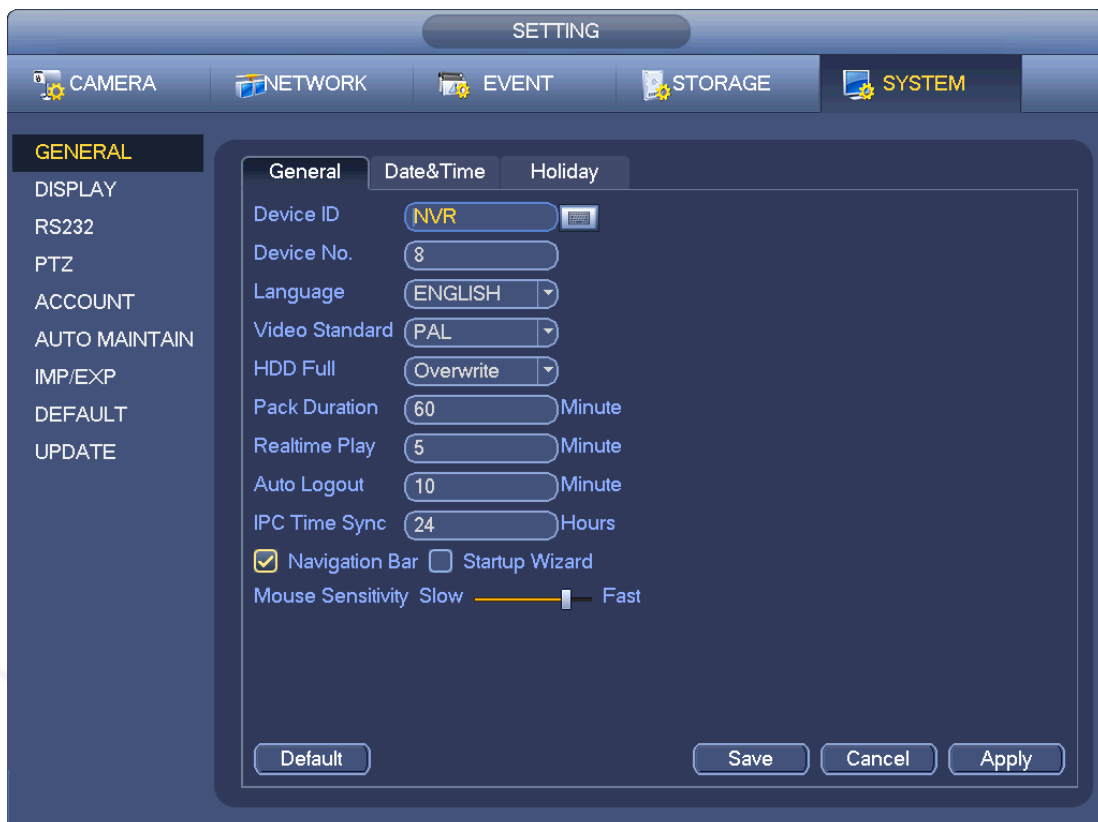 SETTING
CAMERA NETWORK EVENT STORAGE SYSTEM
GENERAL
DISPLAY
RS232
PTZ
ACCOUNT
AUTO MAINTAIN
IMP/EXP
DEFAULT
UPDATE
General Date&Time Holiday
Device ID NVR
Device No. 8
Language ENGLISH
Video Standard PAL
HDD Full Overwrite
Pack Duration 60 Minute
Realtime Play 5 Minute
Auto Logout 10 Minute
IPC Time Sync 24 Hours
Navigation Bar Startup Wizard
Mouse Sensitivity Slow Fast
Default Save Cancel Apply